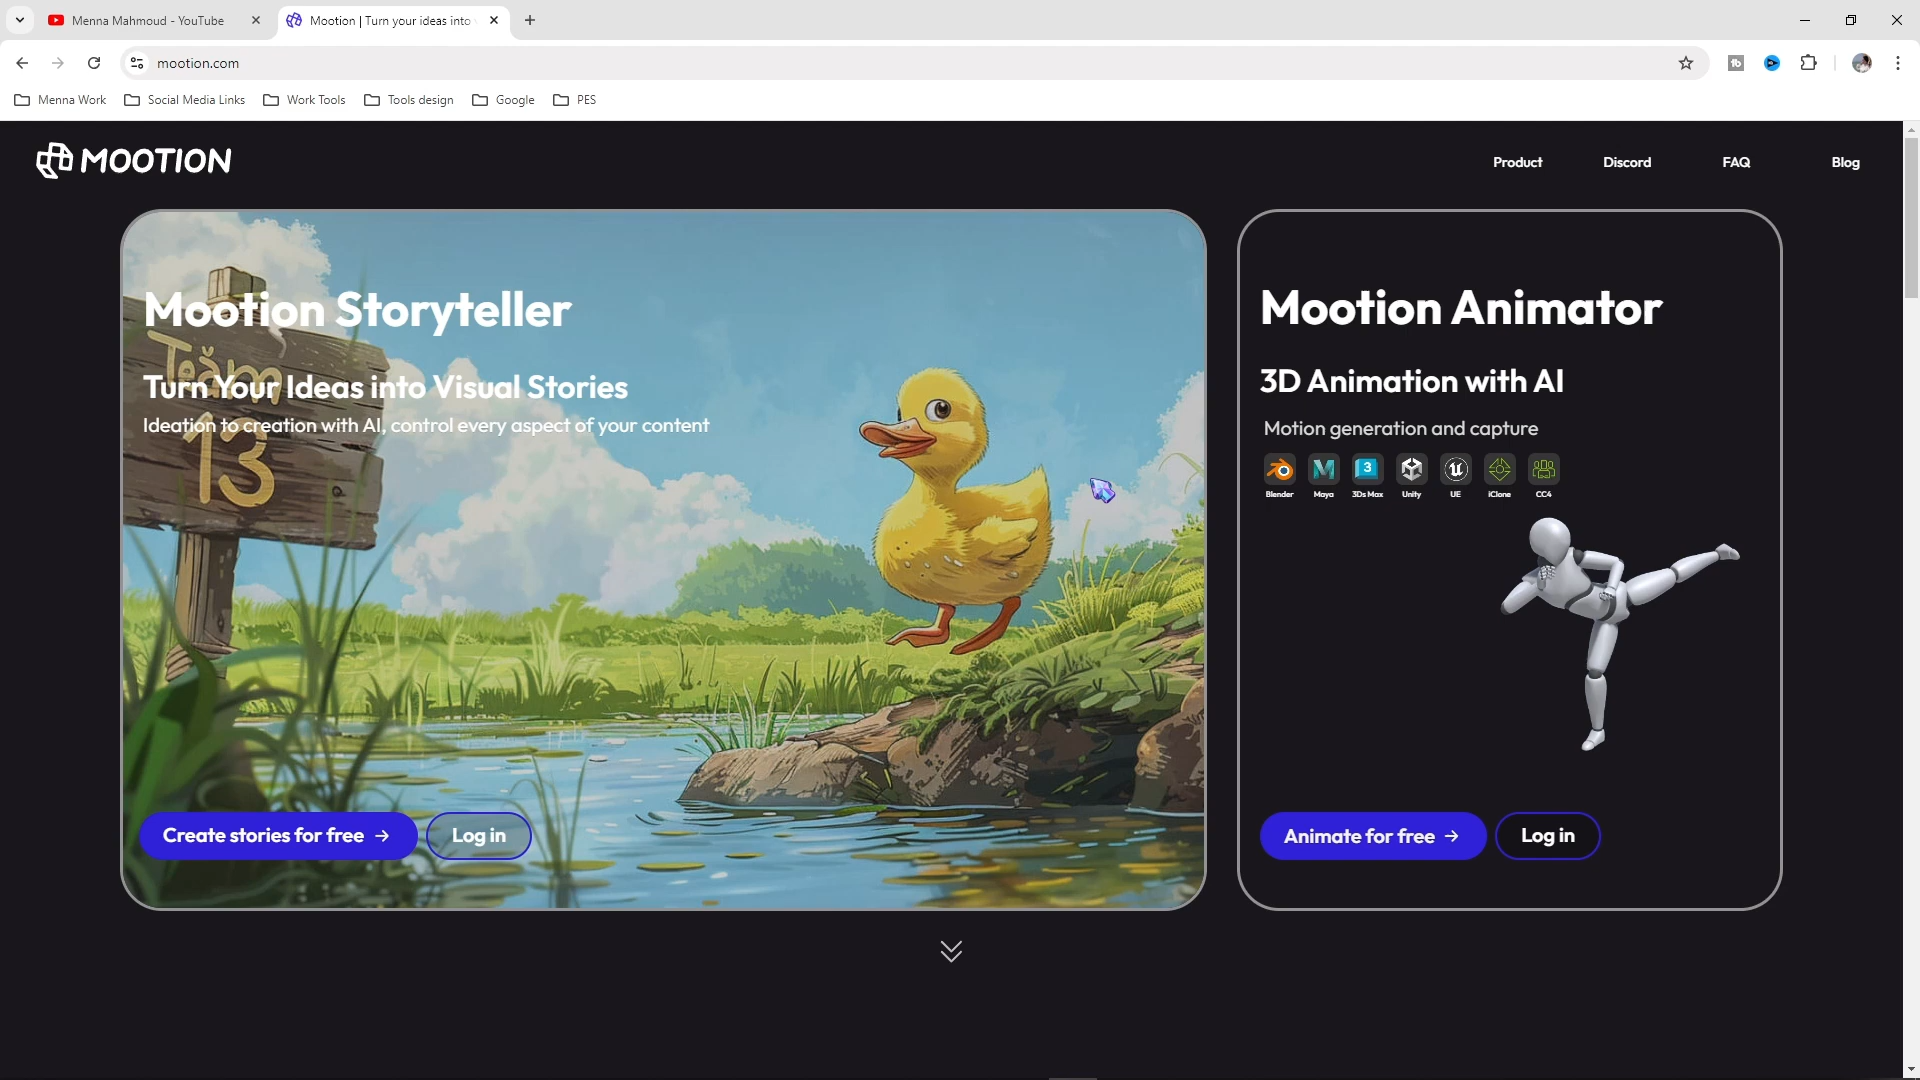 Menna Mahmoud - YouTube
Mootion | Turn your ideas into
mootion.com
Menna Work
Social Media Links
Work Tools
Tools design
Google
PES
MOOTION
Product
Discord
FAQ
Blog
Mootion Storyteller
Team
13
Turn Your Ideas into Visual Stories
Ideation to creation with AI, control every aspect of your content
Create stories for free →
Log in
Mootion Animator
3D Animation with AI
Motion generation and capture
Blender
Maya
3
3Ds Max
Unity
UE
iClone
CC4
Animate for free →
Log in